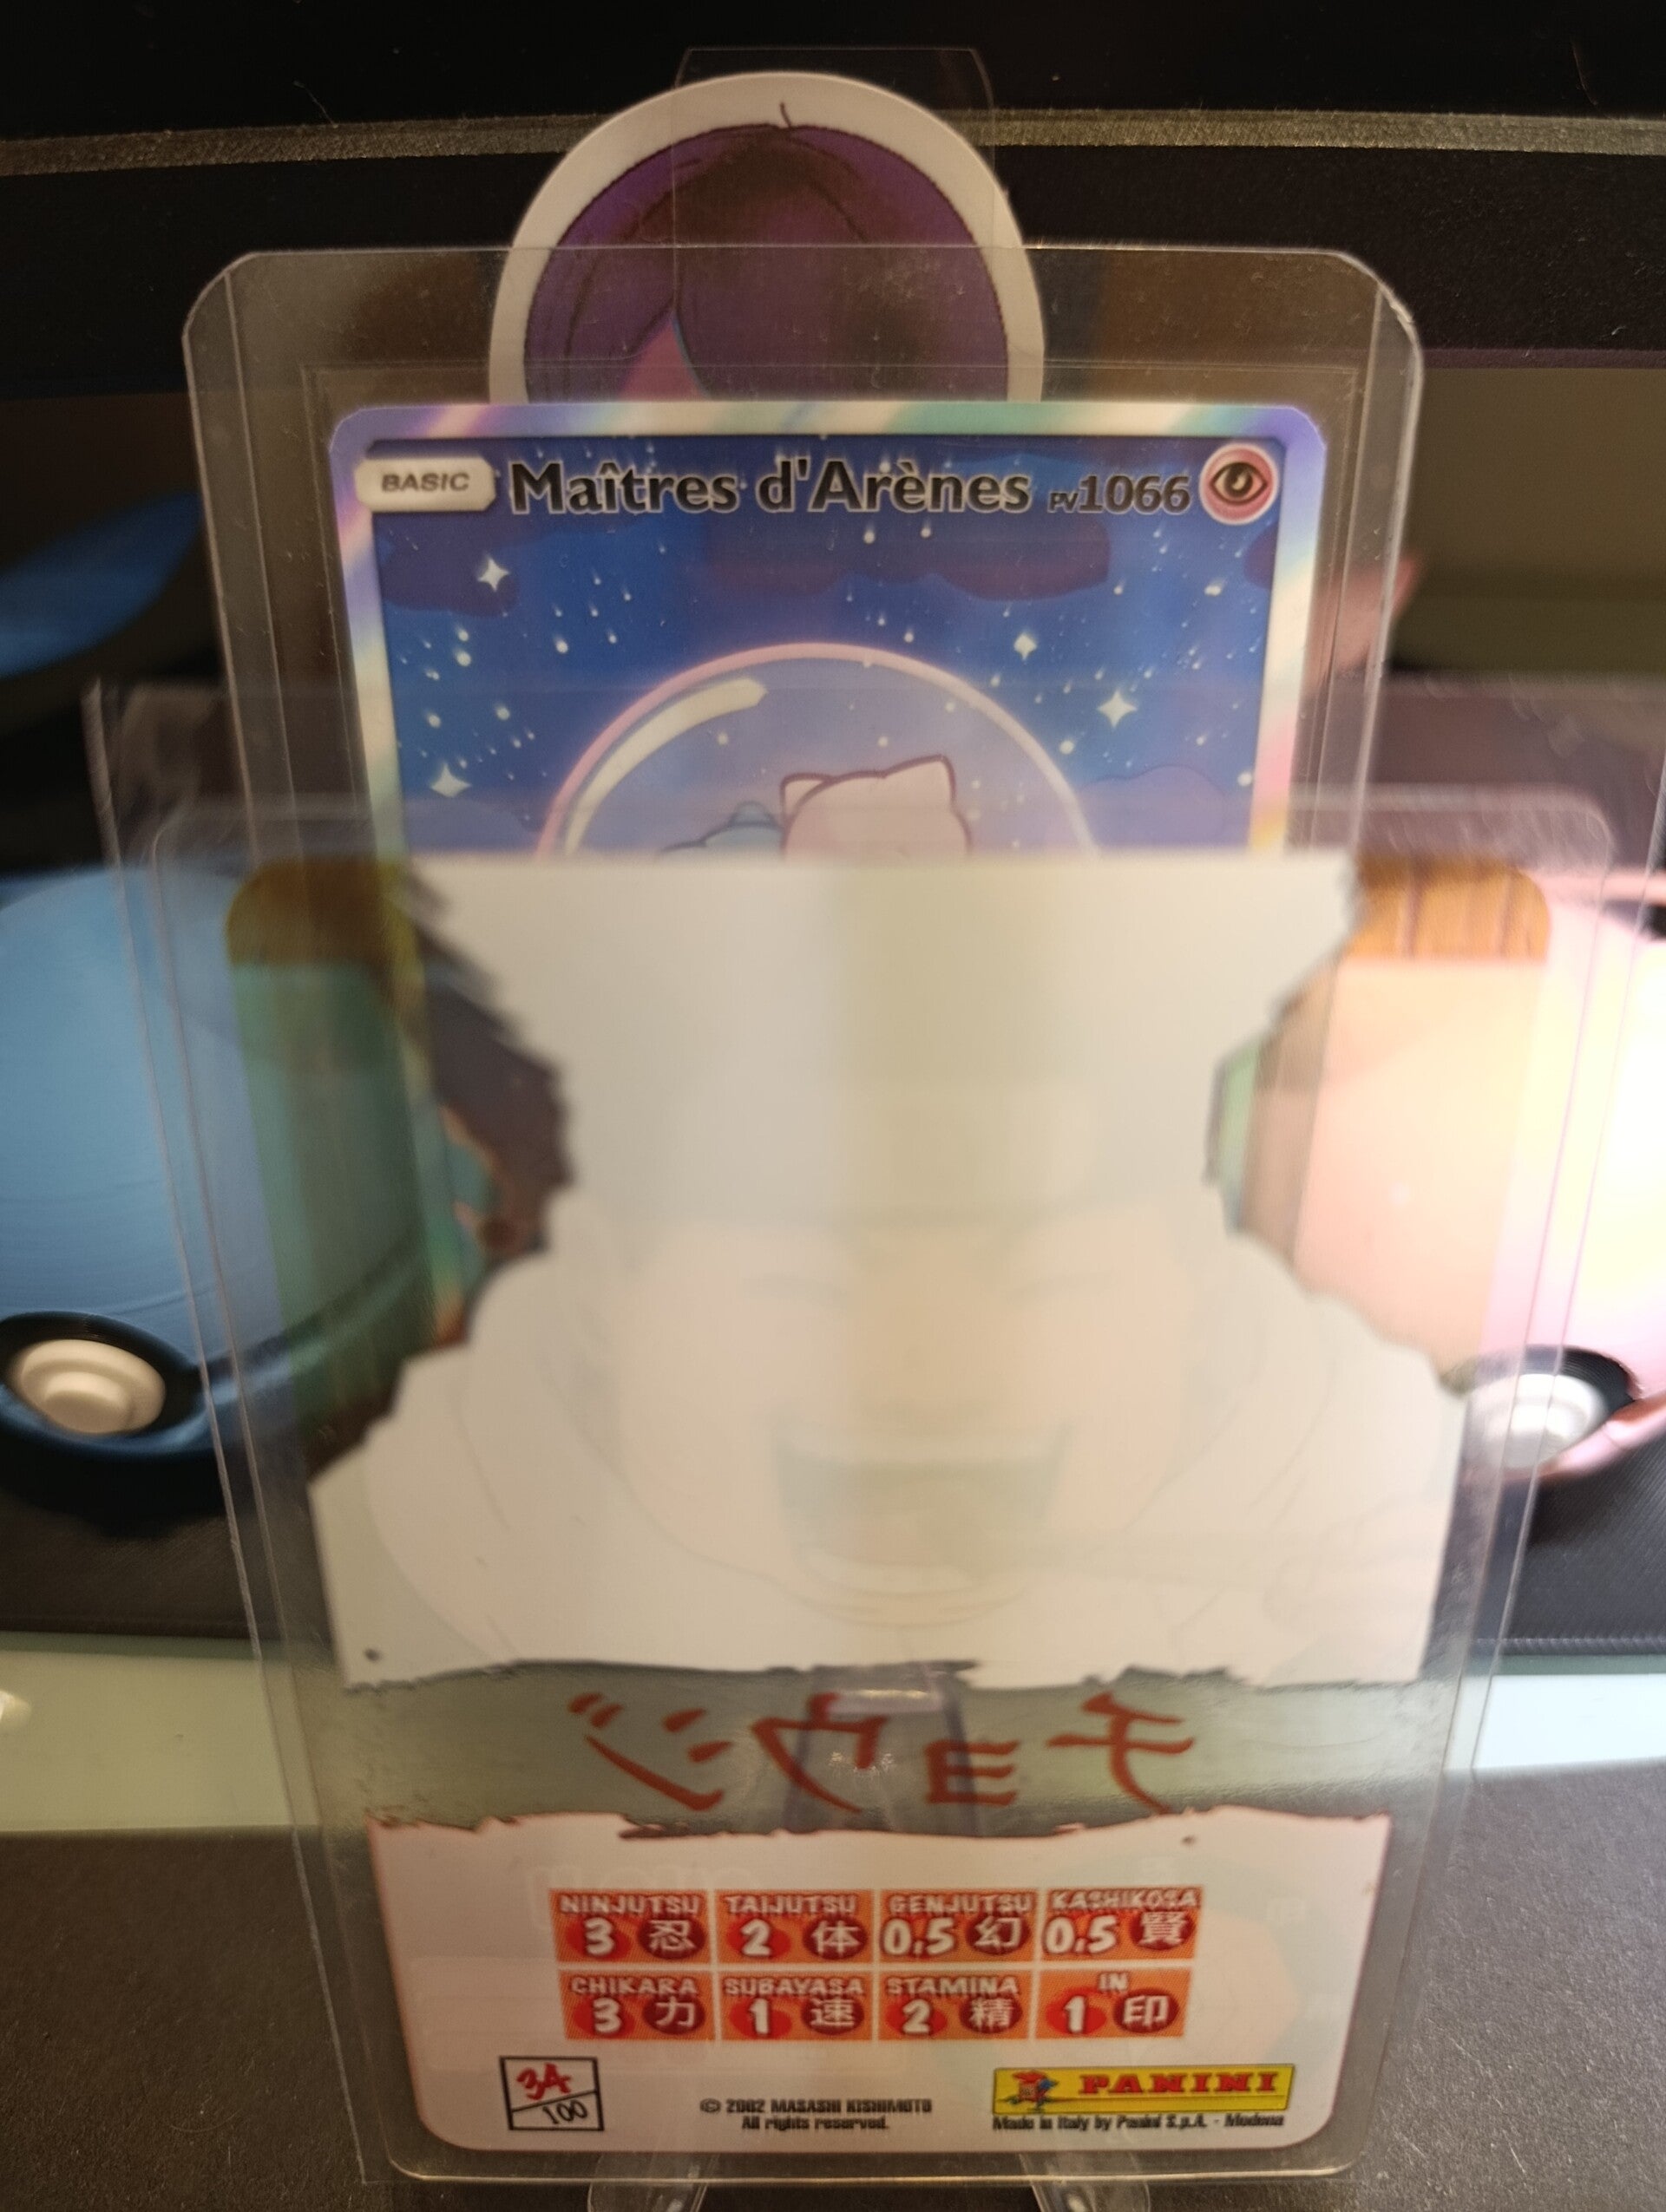 BASIC Maîtres d'Arènes PV1066
チョウジ
NINJUTSU TAIJUTSU GENJUTSU KASHIKOSA
3 忍 2 体 0,5 幻 0,5 賢
CHIKARA SUBAYASA STAMINA IN
3 力 1 速 2 精 1 印
34/100
© 2002 MASASHI KISHIMOTO
All rights reserved.
PANINI
Made in Italy by Panini S.p.A. - Modena